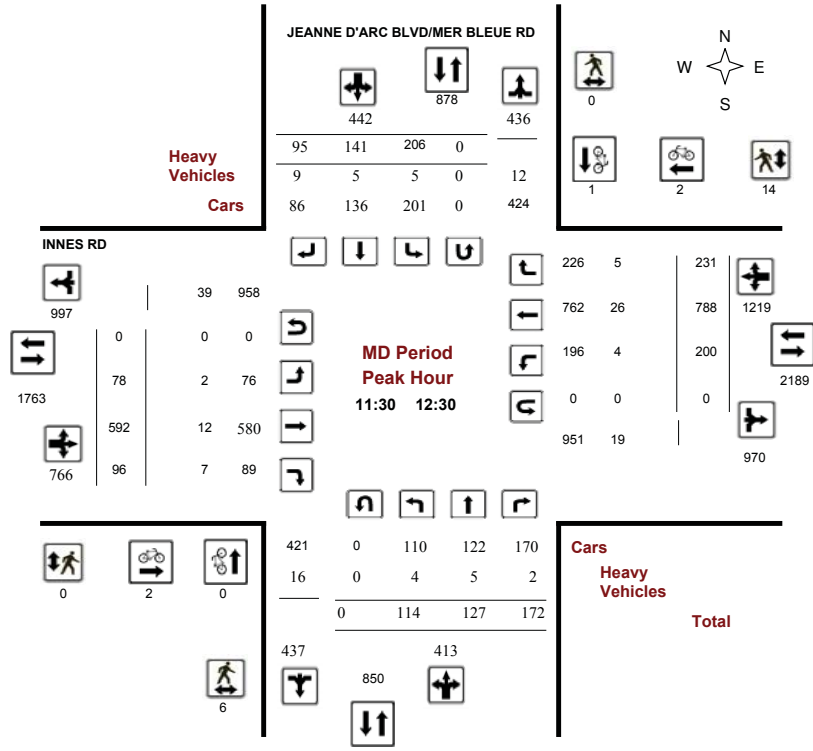 JEANNE D'ARC BLVD/MER BLEUE RD
N
W E
S
878
0
442 436
95 141 206 0
Heavy
Vehicles
9 5 5 0 12
1 2 14
Cars
86 136 201 0 424
INNES RD
226 5 231
39 958
997
762 26 788 1219
0 0 0
MD Period
Peak Hour
196 4 200
2189
78 2 76
1763
11:30 12:30
0 0 0
592 12 580
951 19
970
766
96 7 89
421 0 110 122 170
Cars
16 0 4 5 2
Heavy
Vehicles
0 2 0
0 114 127 172
Total
437 413
850
6